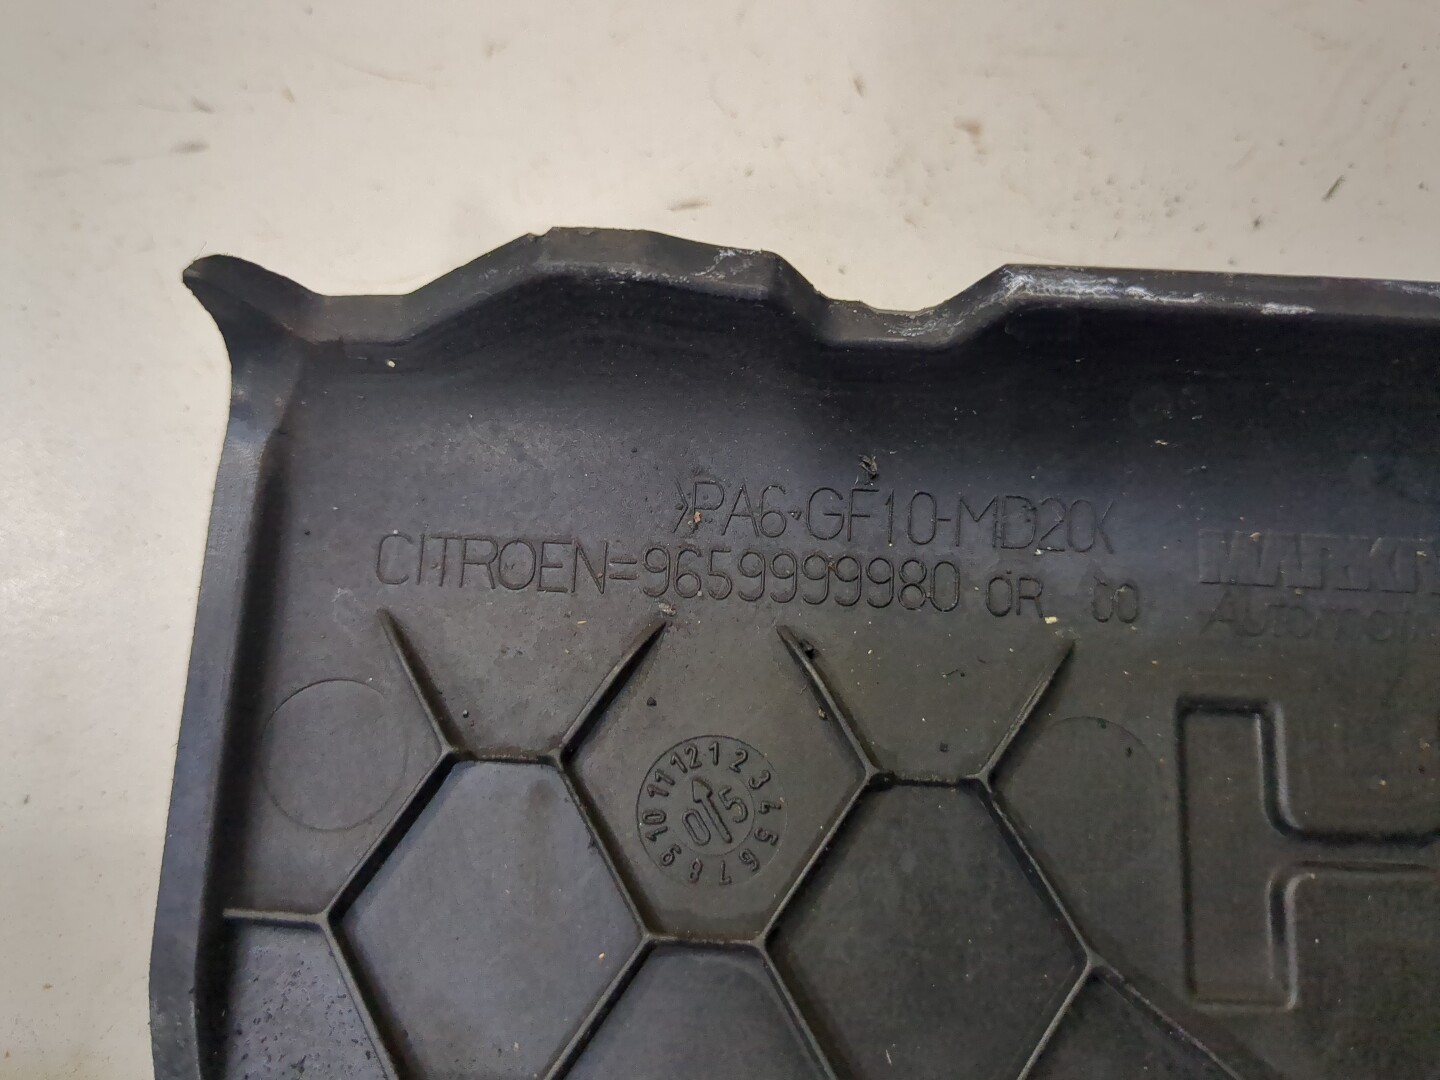 >PA6-GF10-MD20<
CITROEN=9659999980 OR 00
12 1 2 3 4 5 6 7 8 9 10 11
05